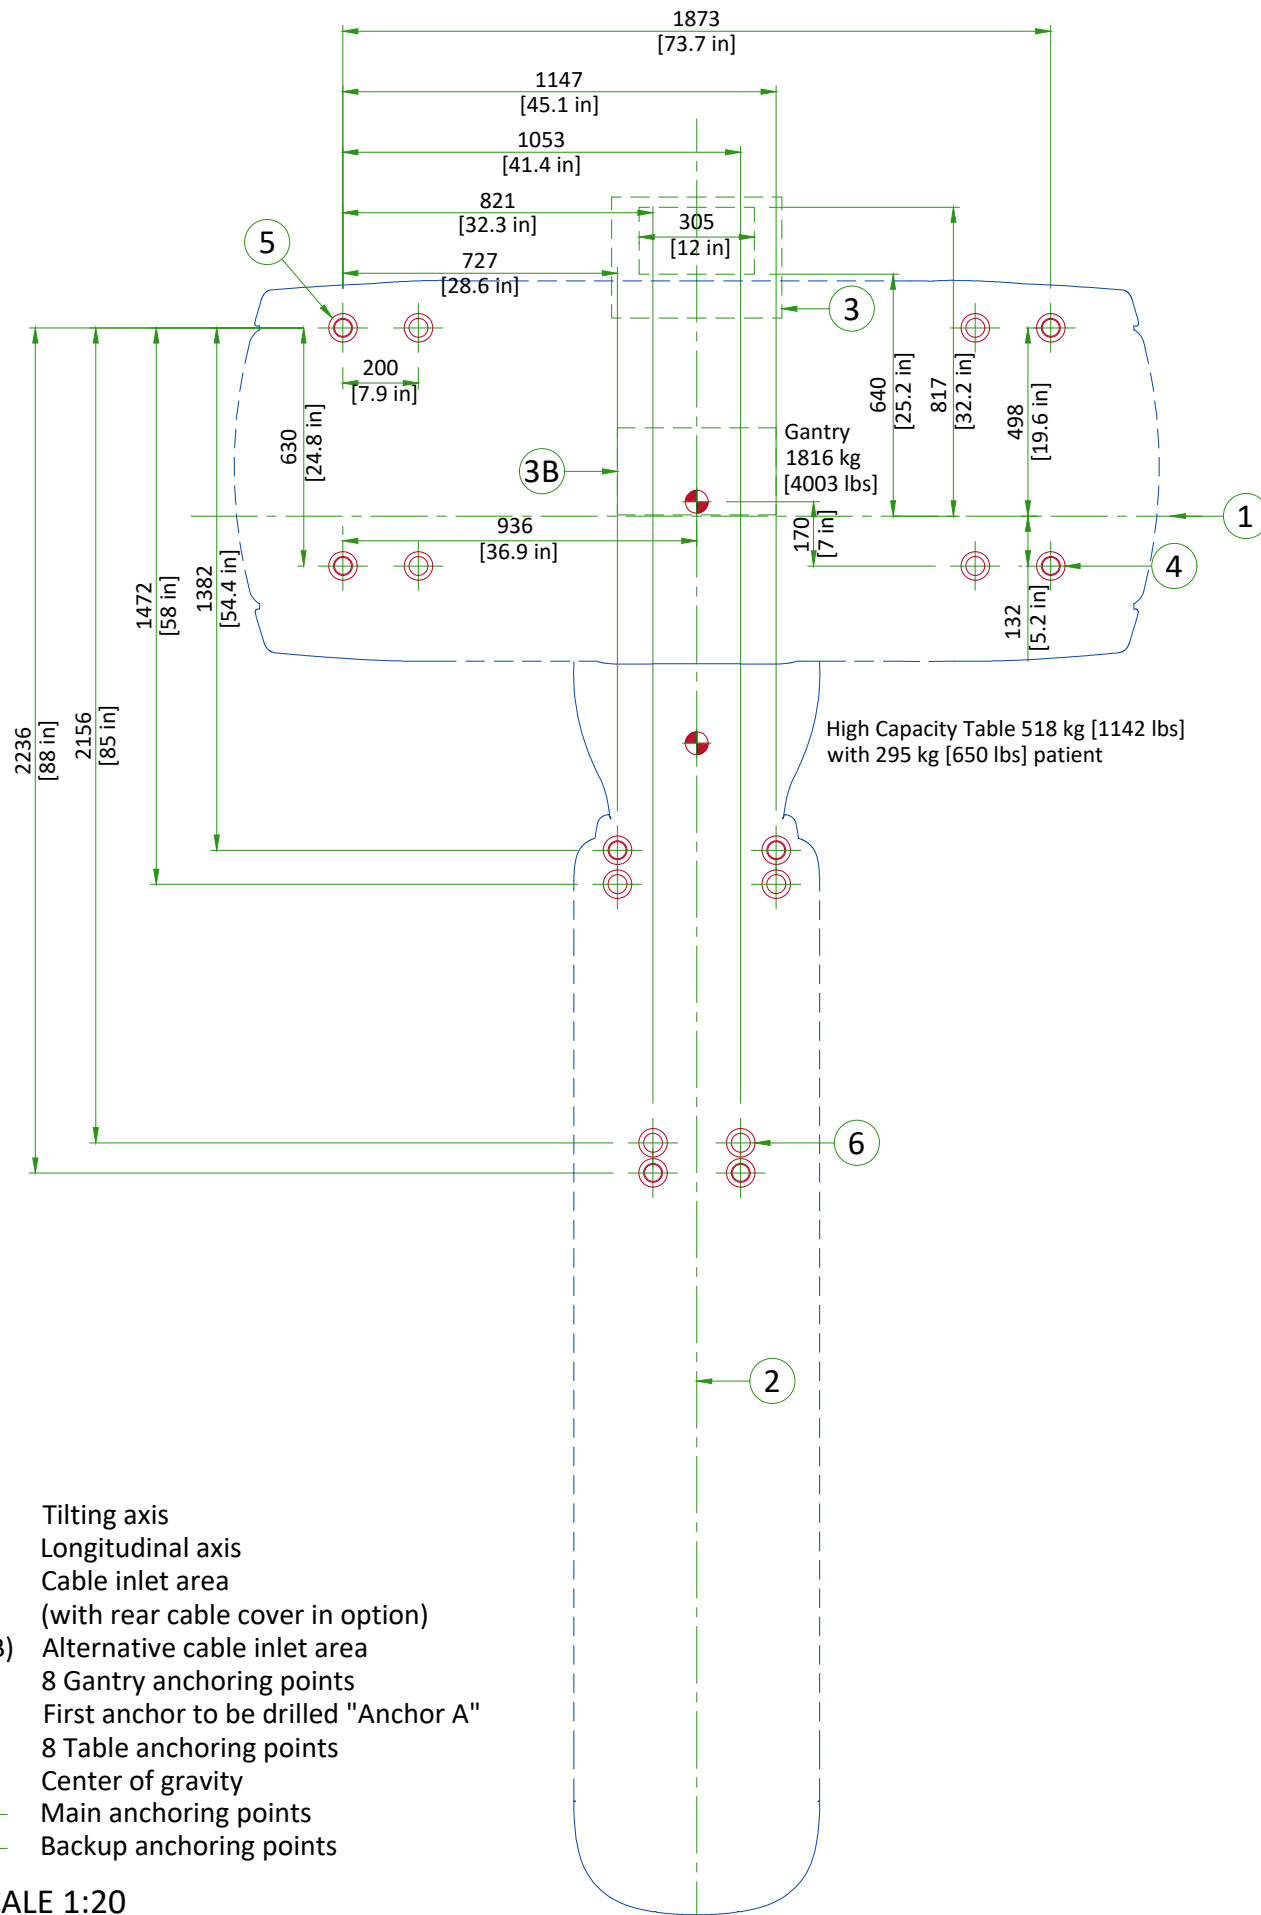 1873
[73.7 in]
1147
[45.1 in]
1053
[41.4 in]
821
[32.3 in]
305
[12 in]
5
727
[28.6 in]
3
200
[7.9 in]
640
[25.2 in]
817
[32.2 in]
498
[19.6 in]
630
[24.8 in]
Gantry
1816 kg
[4003 lbs]
3B
1
936
[36.9 in]
170
[7 in]
4
1382
[54.4 in]
1472
[58 in]
132
[5.2 in]
2236
[88 in]
2156
[85 in]
High Capacity Table 518 kg [1142 lbs]
with 295 kg [650 lbs] patient
6
2
Tilting axis
Longitudinal axis
Cable inlet area
(with rear cable cover in option)
) Alternative cable inlet area
8 Gantry anchoring points
First anchor to be drilled "Anchor A"
8 Table anchoring points
Center of gravity
Main anchoring points
Backup anchoring points
ALE 1:20